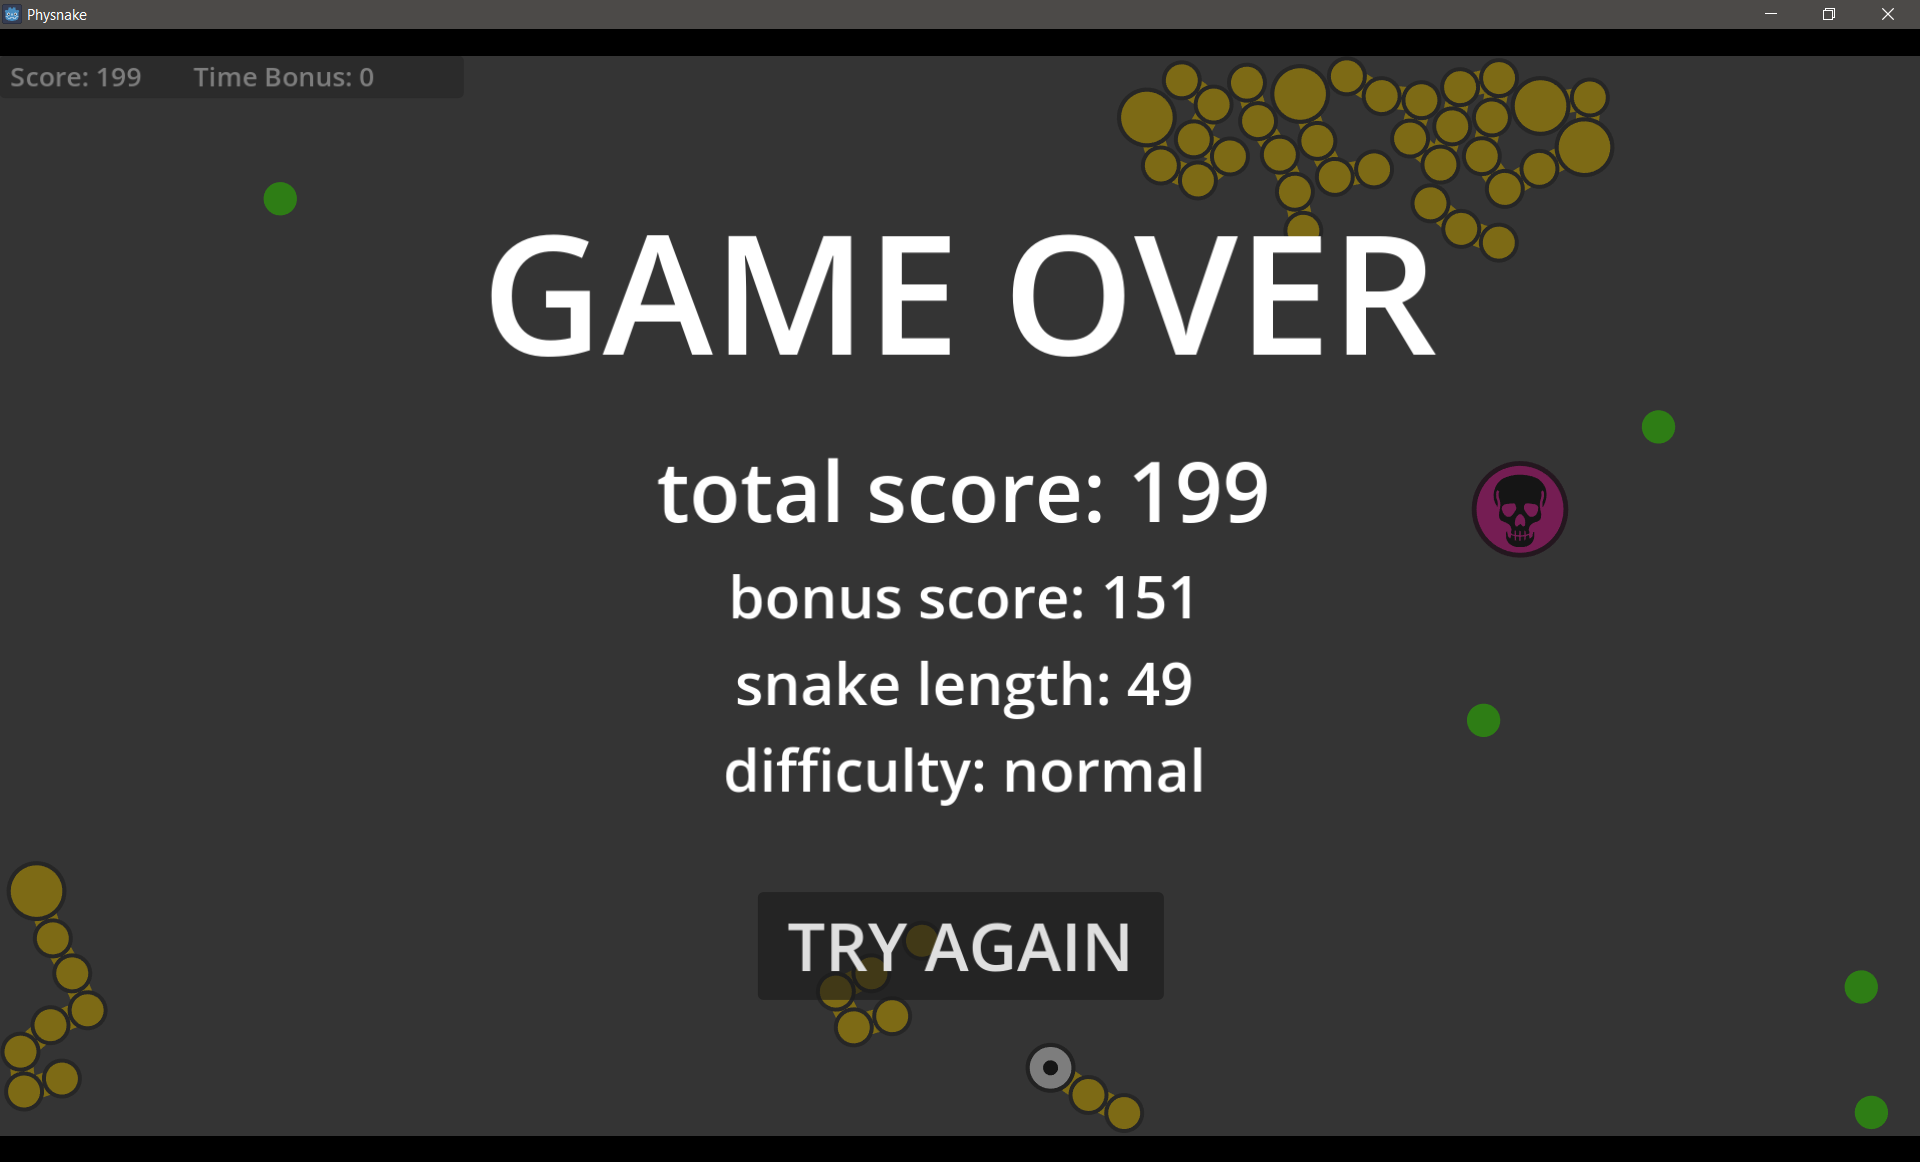 Physnake
Score: 199 Time Bonus: 0
GAME OVER
total score: 199
bonus score: 151
snake length: 49
difficulty: normal
TRY AGAIN